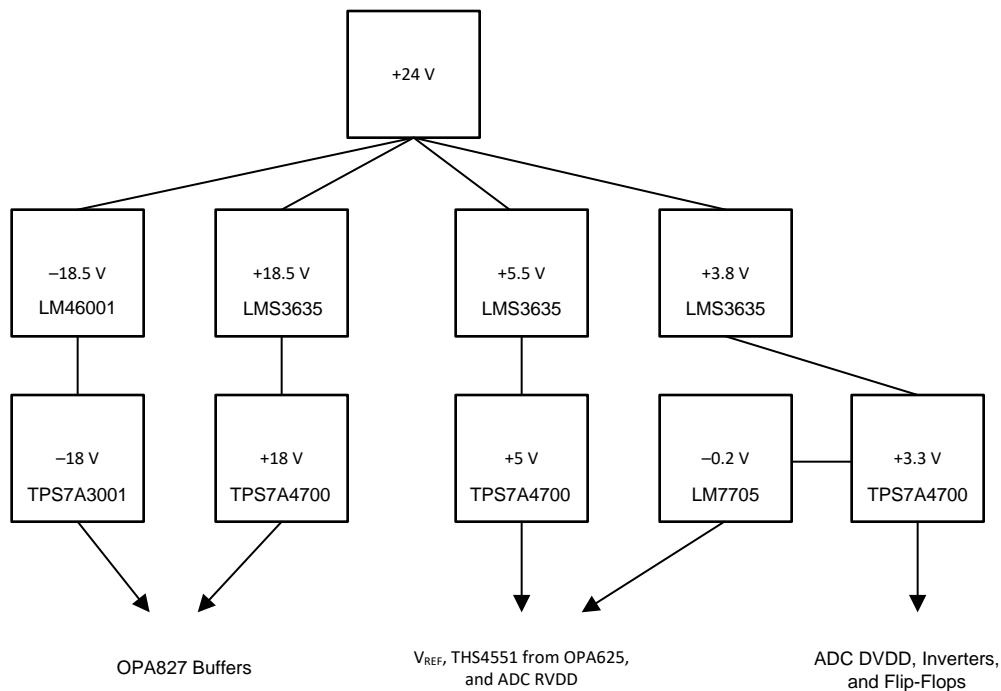 +24 V
–18.5 V
LM46001
+18.5 V
LMS3635
+5.5 V
LMS3635
+3.8 V
LMS3635
–18 V
TPS7A3001
+18 V
TPS7A4700
+5 V
TPS7A4700
–0.2 V
LM7705
+3.3 V
TPS7A4700
OPA827 Buffers
VREF, THS4551 from OPA625,
and ADC RVDD
ADC DVDD, Inverters,
and Flip-Flops